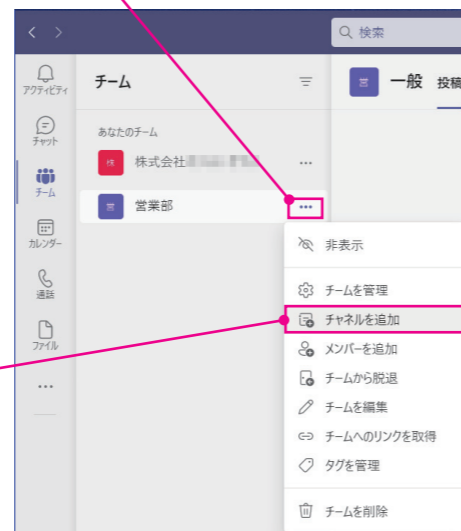 検索
アクティビティ
チャット
チーム
カレンダー
通話
ファイル
チーム
あなたのチーム
株 株式会社
営 営業部
営 一般 投稿
非表示
チームを管理
チャネルを追加
メンバーを追加
チームから脱退
チームを編集
チームへのリンクを取得
タグを管理
チームを削除